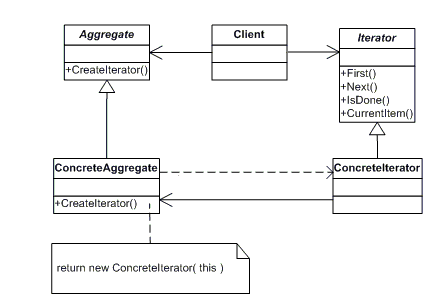 Aggregate
Client
Iterator
+CreateIterator()
+First()
+Next()
+IsDone()
+CurrentItem()
ConcreteAggregate
ConcreteIterator
+CreateIterator()
return new ConcreteIterator( this )